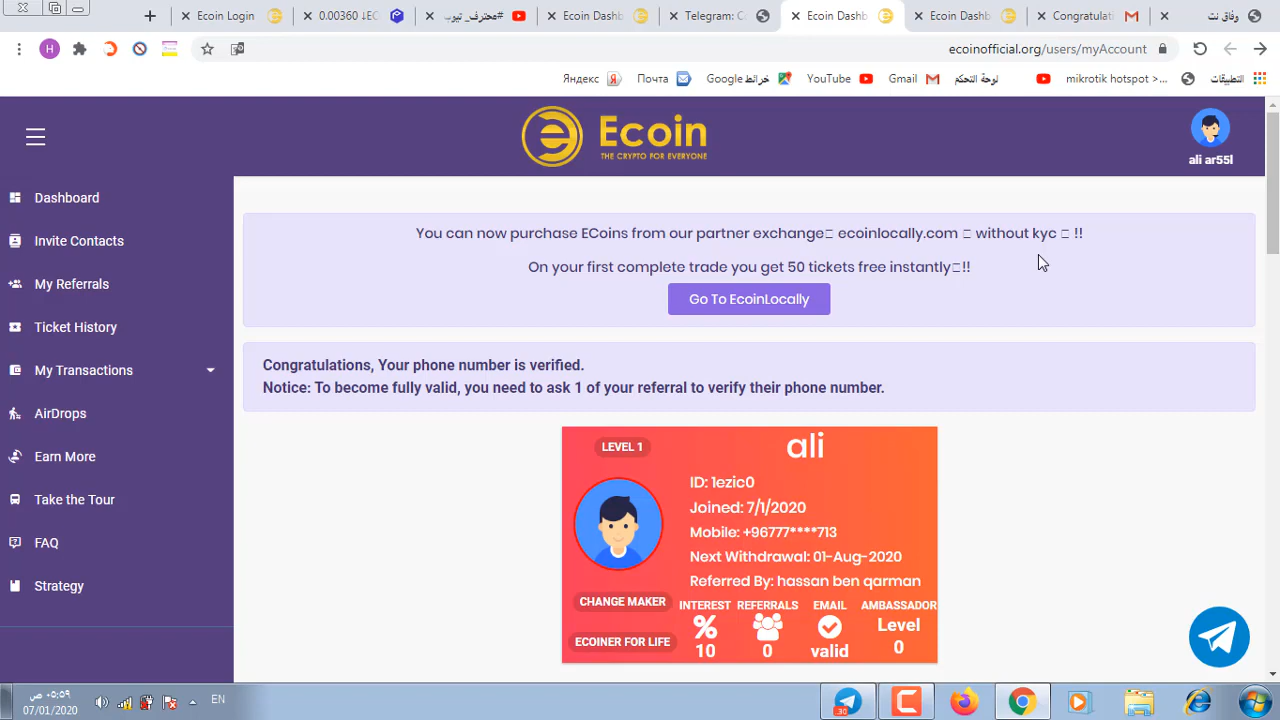 Ecoin Login
0.00360 ↓EC
#محترف_تيوب
Ecoin Dashb
Telegram: C
Ecoin Dashb
Ecoin Dashb
Congratulati
وفاق نت
ecoinofficial.org/users/myAccount
Яндекс
Почта
خرائط Google
YouTube
Gmail
لوحة التحكم
mikrotik hotspot >...
التطبيقات
Ecoin
THE CRYPTO FOR EVERYONE
ali ar55l
Dashboard
Invite Contacts
My Referrals
Ticket History
My Transactions
AirDrops
Earn More
Take the Tour
FAQ
Strategy
You can now purchase ECoins from our partner exchange ecoinlocally.com without kyc !!
On your first complete trade you get 50 tickets free instantly !!
Go To EcoinLocally
Congratulations, Your phone number is verified.
Notice: To become fully valid, you need to ask 1 of your referral to verify their phone number.
LEVEL 1
CHANGE MAKER
ECOINER FOR LIFE
ali
ID: 1ezic0
Joined: 7/1/2020
Mobile: +96777****713
Next Withdrawal: 01-Aug-2020
Referred By: hassan ben qarman
INTEREST REFERRALS EMAIL AMBASSADOR
Level
10 0 valid 0
30
EN
٠٥:٥٩ ص
07/01/2020